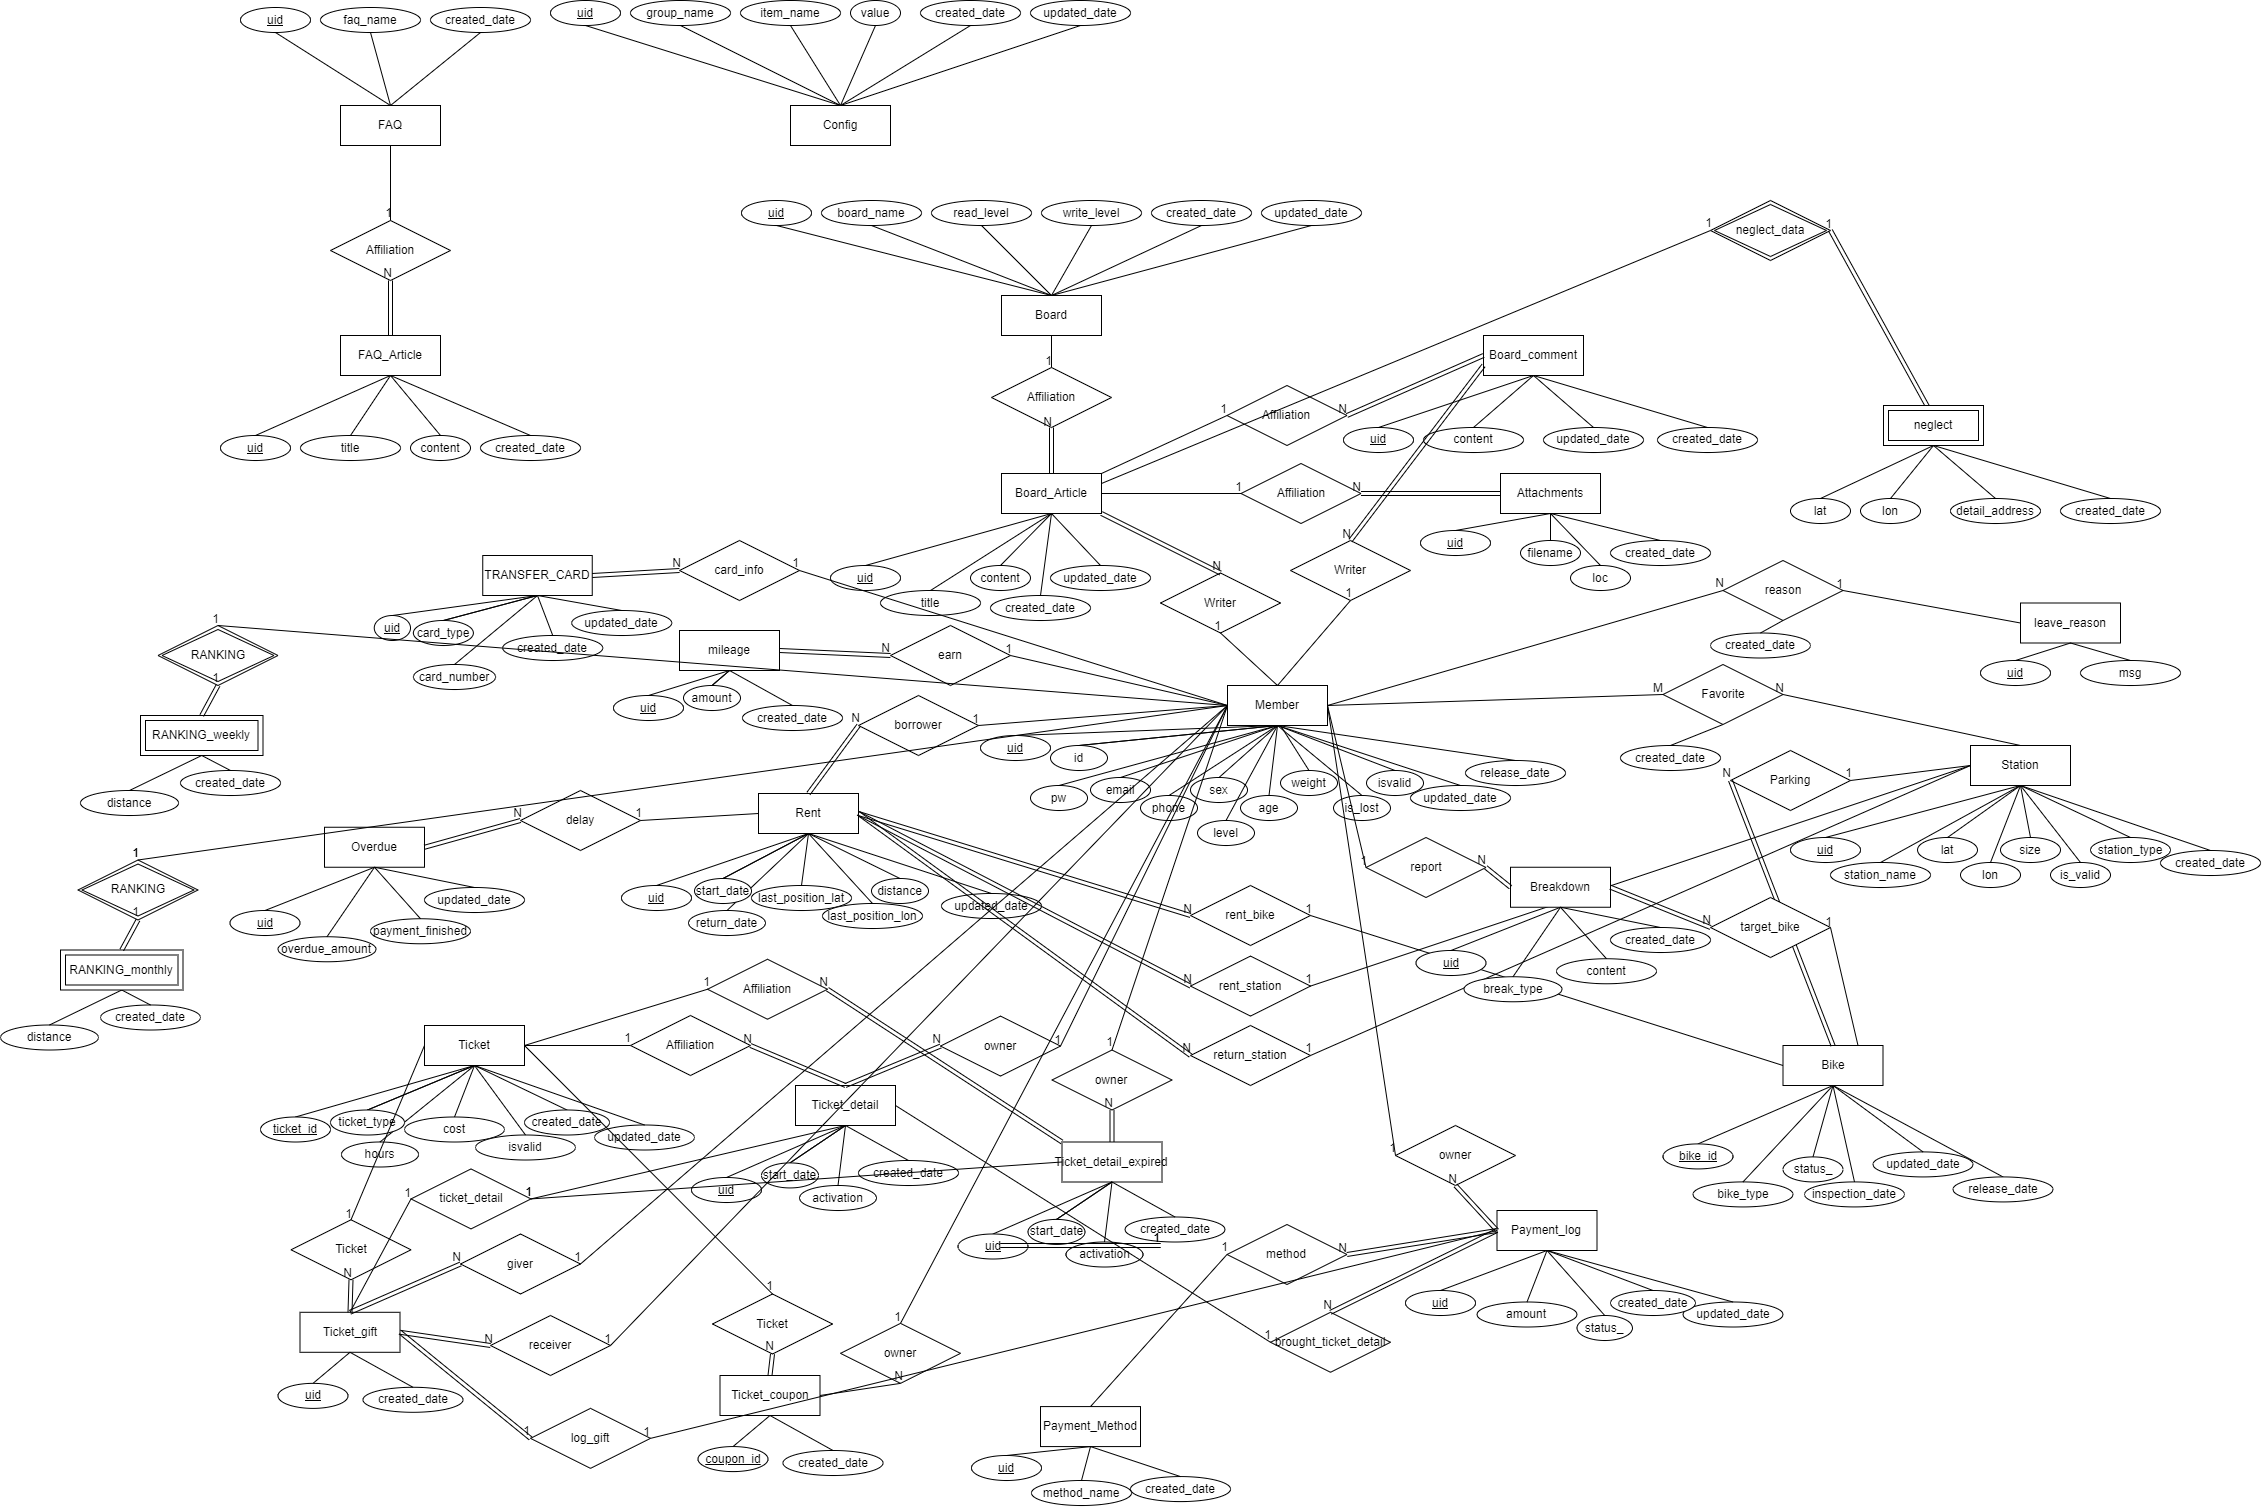 uid
faq_name
created_date
uid
group_name
item_name
value
created_date
updated_date
FAQ
Config
1
Affiliation
N
FAQ_Article
uid
title
content
created_date
uid
board_name
read_level
write_level
created_date
updated_date
Board
1
Affiliation
N
Board_Article
uid
title
content
created_date
updated_date
1
neglect_data
1
neglect
lat
lon
detail_address
created_date
1
Affiliation
N
Board_comment
uid
content
updated_date
created_date
1
Affiliation
N
Attachments
uid
filename
loc
created_date
N
Writer
1
N
Writer
1
TRANSFER_CARD
N
card_info
1
uid
card_type
card_number
created_date
updated_date
1
RANKING
1
RANKING_weekly
distance
created_date
mileage
N
earn
1
uid
amount
created_date
N
reason
1
created_date
leave_reason
uid
msg
Member
M
Favorite
N
created_date
uid
id
pw
email
phone
sex
level
age
weight
is_lost
isvalid
updated_date
release_date
N
borrower
1
Station
N
Parking
1
uid
station_name
lat
lon
size
is_valid
station_type
created_date
1
RANKING
1
RANKING_monthly
distance
created_date
Overdue
N
delay
1
uid
overdue_amount
payment_finished
updated_date
Rent
uid
start_date
return_date
last_position_lat
last_position_lon
distance
updated_date
1
report
N
Breakdown
uid
break_type
content
created_date
N
target_bike
1
N
rent_bike
1
N
rent_station
1
N
return_station
1
Bike
bike_id
bike_type
status_
inspection_date
updated_date
release_date
Ticket
1
Affiliation
N
1
Affiliation
N
N
owner
1
1
owner
N
ticket_id
ticket_type
hours
cost
isvalid
created_date
updated_date
Ticket_detail
uid
start_date
activation
created_date
Ticket_detail_expired
uid
start_date
activation
created_date
1
1
ticket_detail
1
1
Ticket
N
N
giver
1
Ticket_gift
uid
created_date
N
receiver
1
1
log_gift
1
1
Ticket
N
Ticket_coupon
coupon_id
created_date
1
owner
N
1
owner
N
Payment_log
uid
amount
status_
created_date
updated_date
1
method
N
N
brought_ticket_detail
1
Payment_Method
uid
method_name
created_date